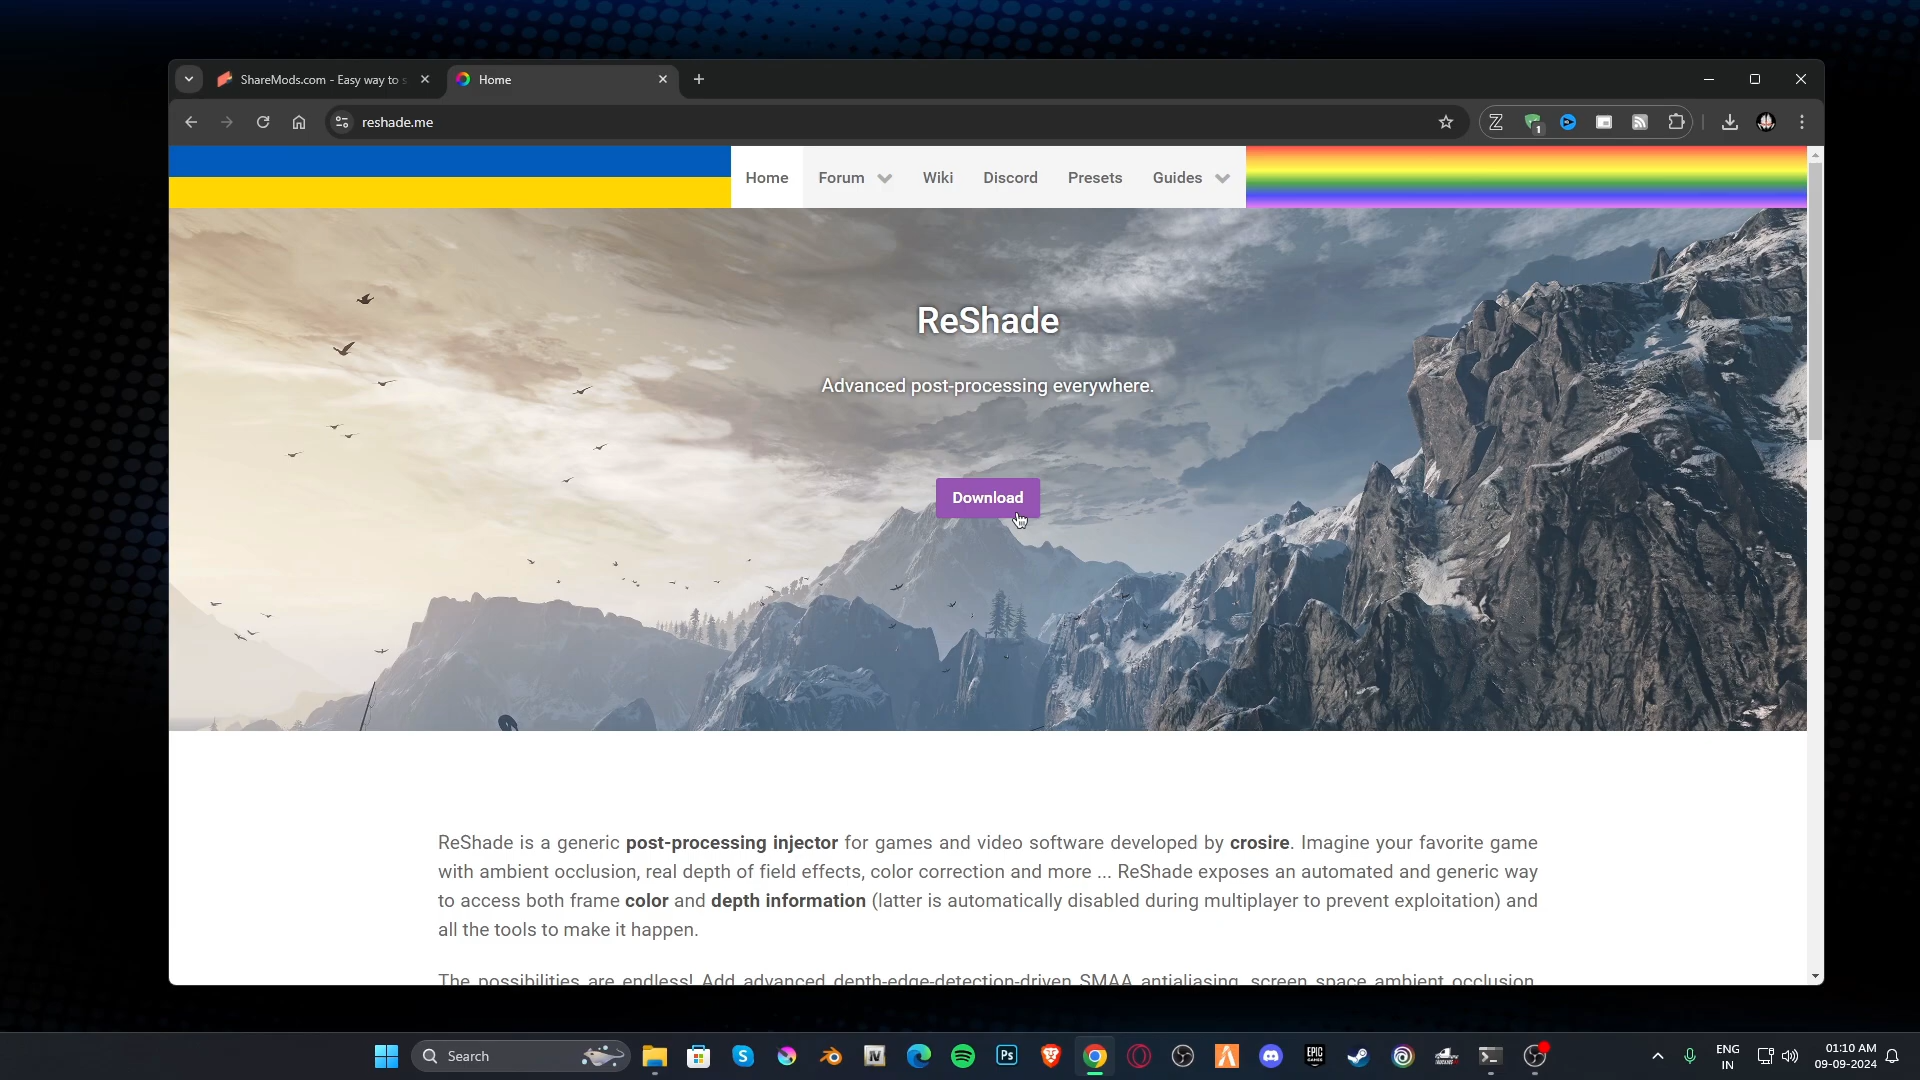 ShareMods.com - Easy way to s
Home
reshade.me
1
Home
Forum
Wiki
Discord
Presets
Guides
ReShade
Advanced post-processing everywhere.
Download
ReShade is a generic post-processing injector for games and video software developed by crosire. Imagine your favorite game
with ambient occlusion, real depth of field effects, color correction and more ... ReShade exposes an automated and generic way
to access both frame color and depth information (latter is automatically disabled during multiplayer to prevent exploitation) and
all the tools to make it happen.
The possibilities are endless! Add advanced depth-edge-detection-driven SMAA antialiasing, screen space ambient occlusion,
Search
S
IV
Ps
EPIC
GAMES
ENG
IN
01:10 AM
09-09-2024